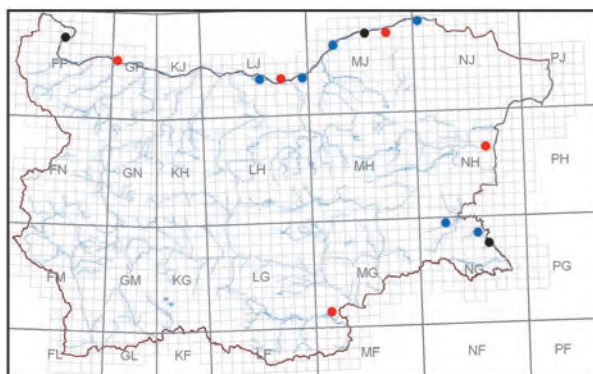 FP GP KJ LJ MJ NJ PJ
FN GN KH LH MH NH PH
FM GM KG LG MG NG PG
FL GL KF LF MF NF PF